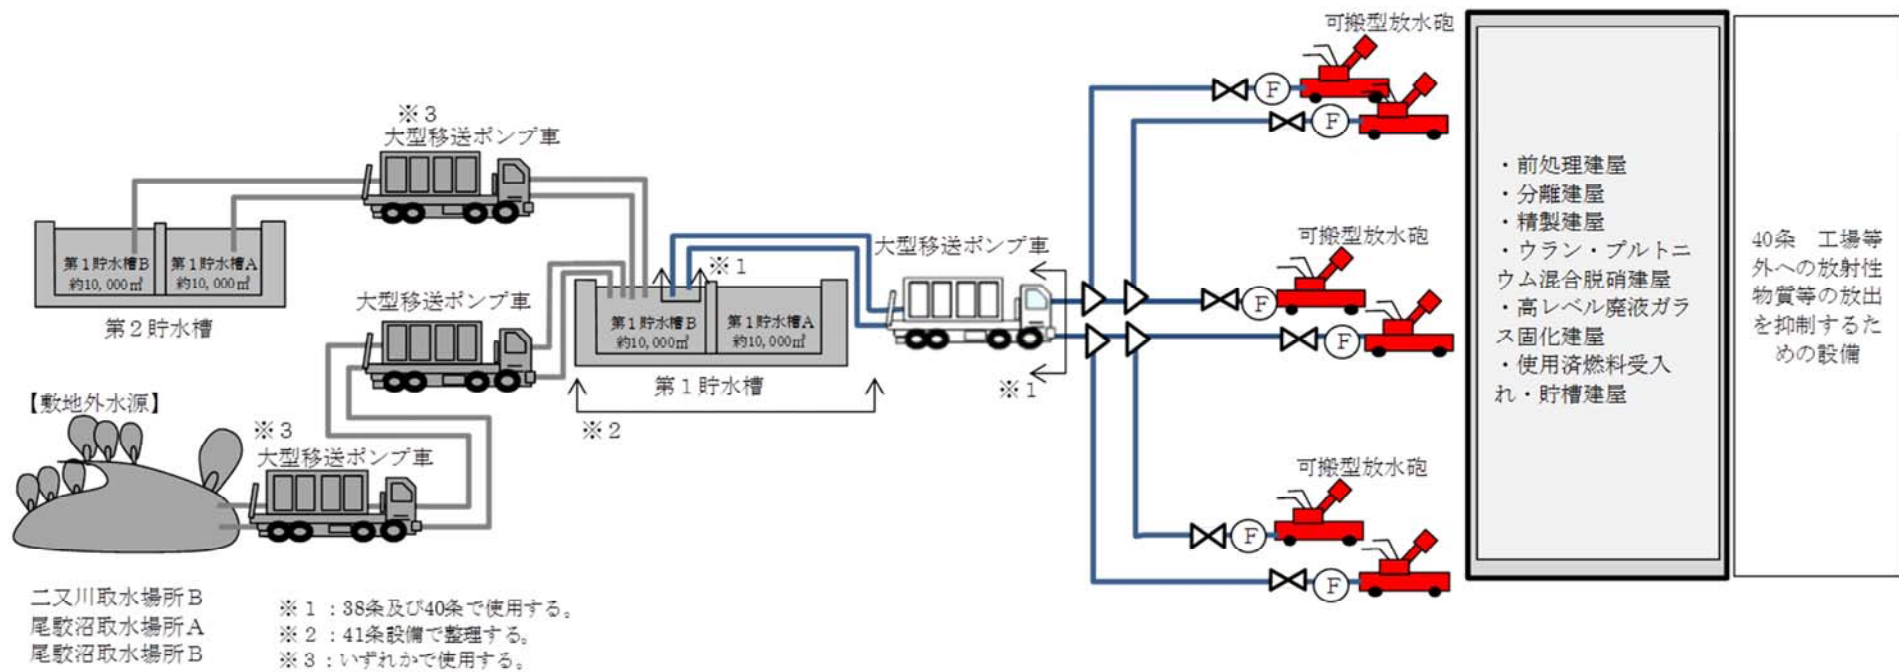 可搬型放水砲
※３
大型移送ポンプ車
F
F
第１貯水槽B
約10,000㎥
第１貯水槽A
約10,000㎥
第２貯水槽
大型移送ポンプ車
※１
第１貯水槽B
約10,000㎥
第１貯水槽A
約10,000㎥
第１貯水槽
※２
大型移送ポンプ車
※１
可搬型放水砲
F
F
【敷地外水源】
※３
大型移送ポンプ車
可搬型放水砲
F
F
・前処理建屋
・分離建屋
・精製建屋
・ウラン・プルトニ
ウム混合脱硝建屋
・高レベル廃液ガラ
ス固化建屋
・使用済燃料受入
れ・貯槽建屋
40条　工場等
外への放射性
物質等の放出
を抑制するた
めの設備
二又川取水場所B
尾駮沼取水場所A
尾駮沼取水場所B
※１：38条及び40条で使用する。
※２：41条設備で整理する。
※３：いずれかで使用する。